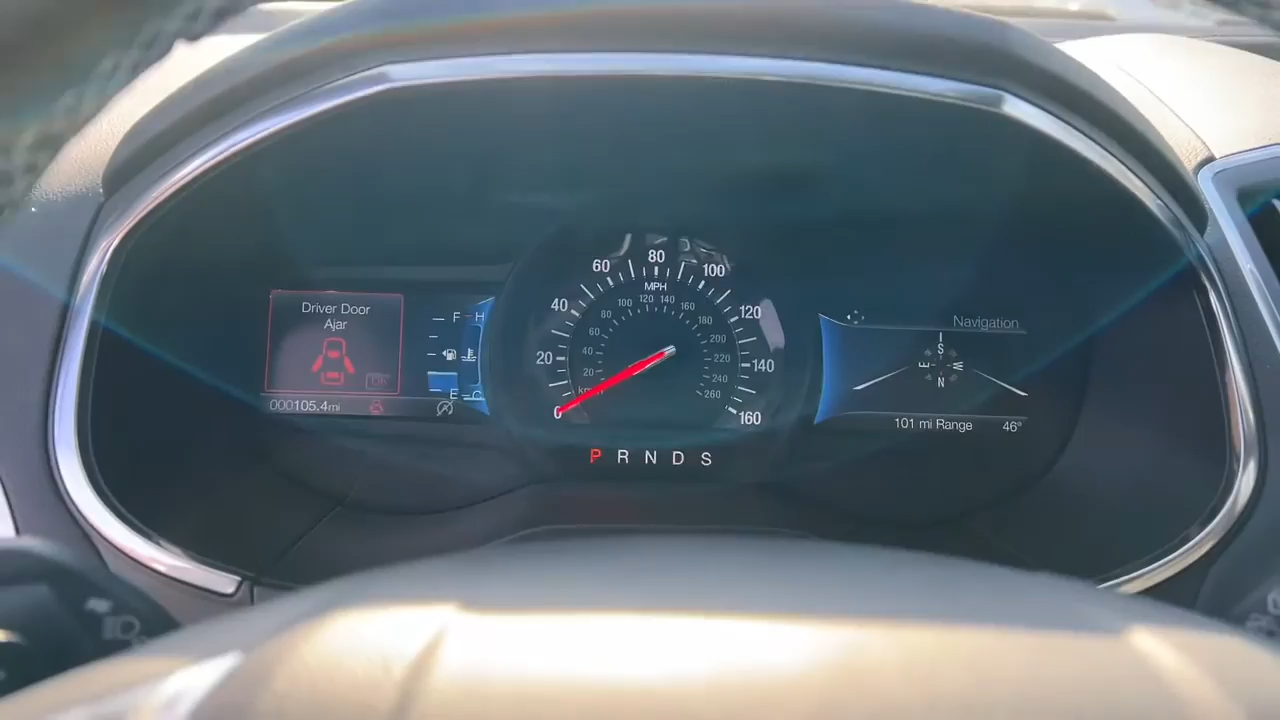 Driver Door
Ajar
OK
000105.4mi
F
H
E
C
0
20
40
60
80
100
120
140
160
MPH
20
40
60
80
100
120
140
160
180
200
220
240
260
P R N D S
Navigation
S
E
W
N
101 mi Range
46°